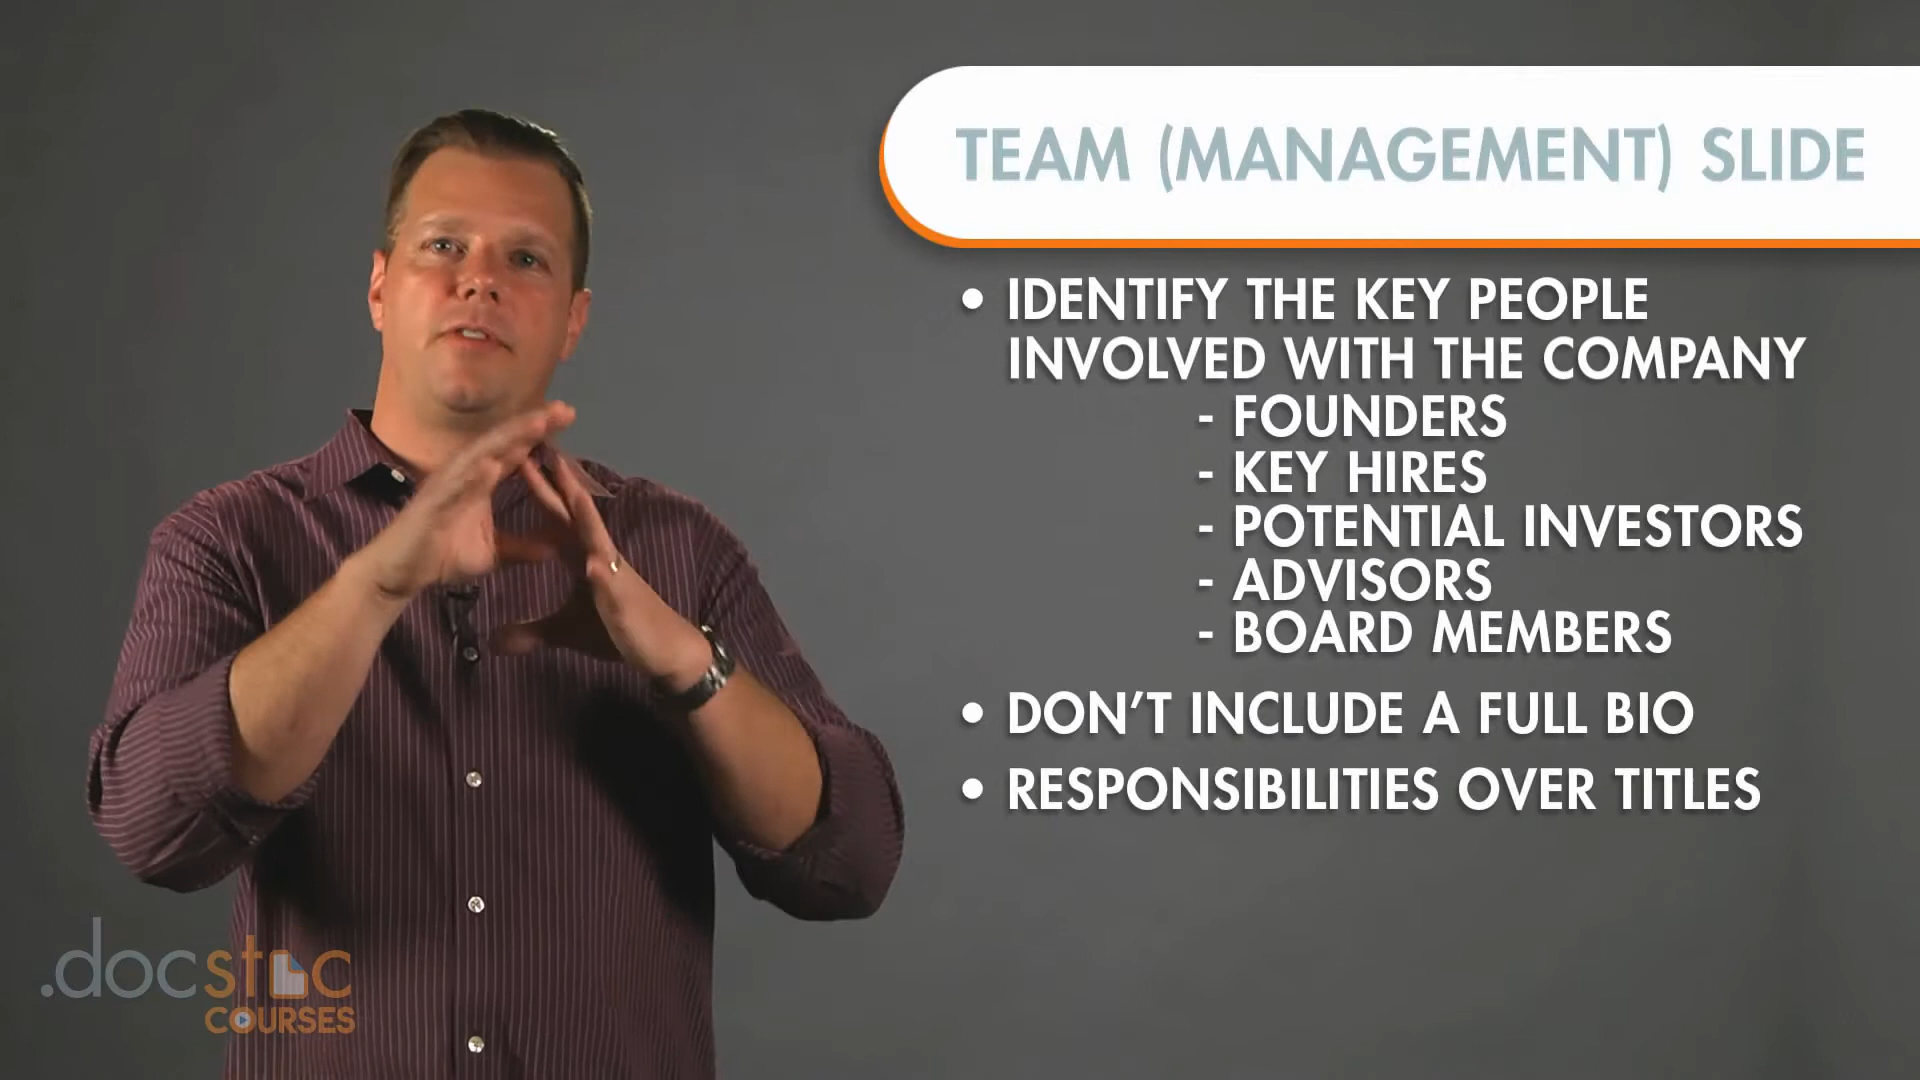 TEAM (MANAGEMENT) SLIDE
• IDENTIFY THE KEY PEOPLE
INVOLVED WITH THE COMPANY
- FOUNDERS
- KEY HIRES
- POTENTIAL INVESTORS
- ADVISORS
- BOARD MEMBERS
• DON’T INCLUDE A FULL BIO
• RESPONSIBILITIES OVER TITLES
.docstoc
COURSES